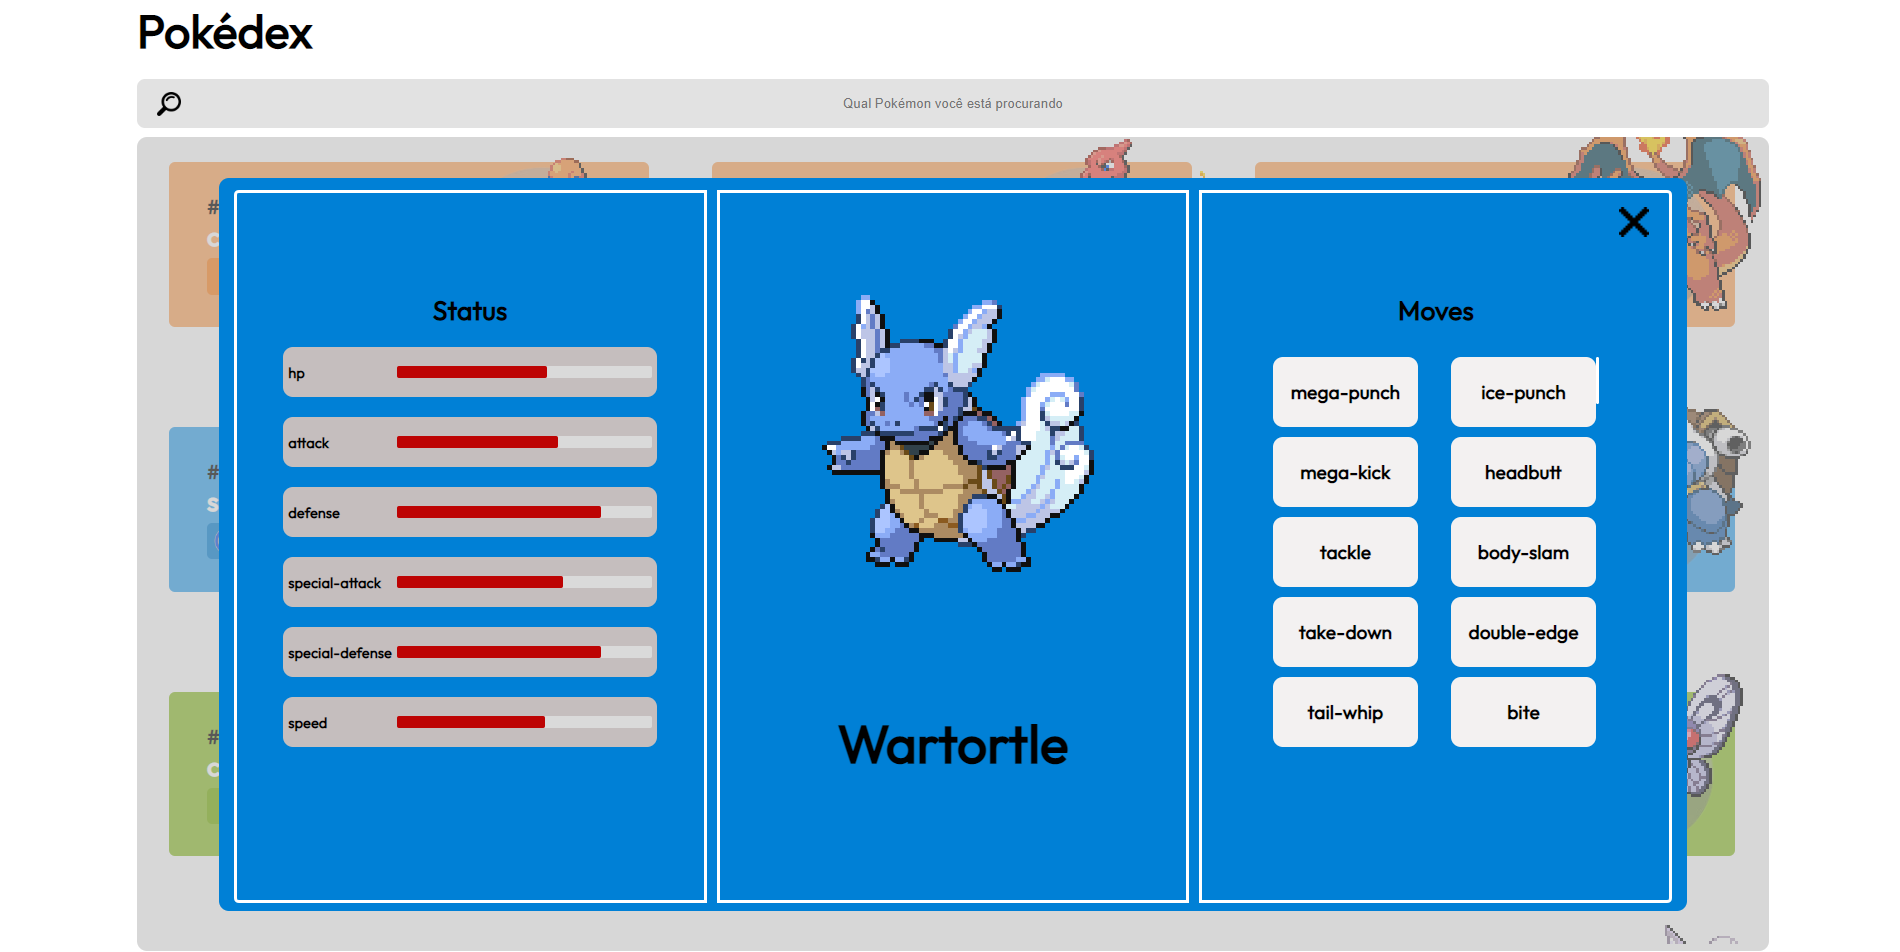 Pokédex
Qual Pokémon você está procurando
#
#
#
Status
hp
attack
defense
special-attack
special-defense
speed
Wartortle
Moves
mega-punch
ice-punch
mega-kick
headbutt
tackle
body-slam
take-down
double-edge
tail-whip
bite